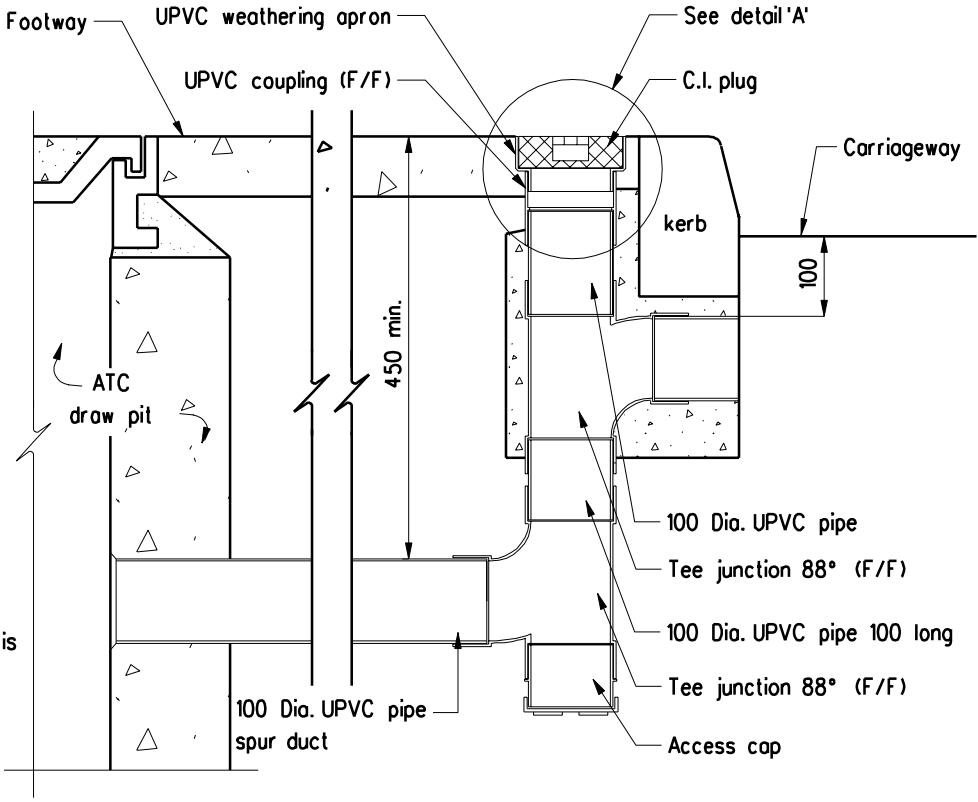 Footway
UPVC weathering apron
See detail 'A'
UPVC coupling (F/F)
C.I. plug
Carriageway
kerb
100
450 min.
ATC
draw pit
100 Dia. UPVC pipe
Tee junction 88° (F/F)
100 Dia. UPVC pipe 100 long
is
Tee junction 88° (F/F)
100 Dia. UPVC pipe
spur duct
Access cap